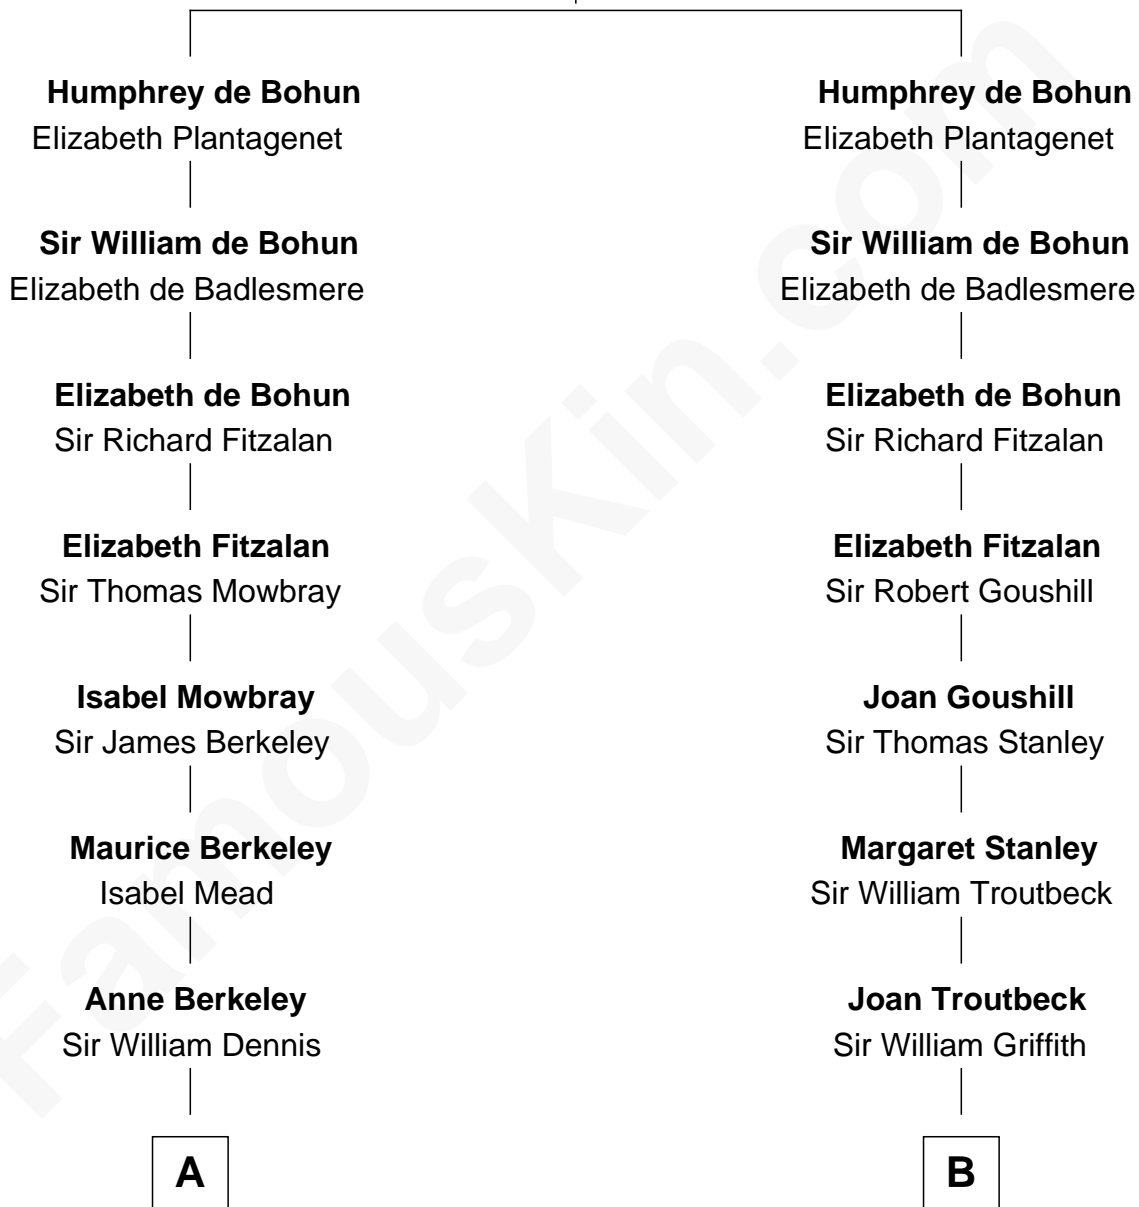 Humphrey de Bohun
Elizabeth Plantagenet
Sir William de Bohun
Elizabeth de Badlesmere
Elizabeth de Bohun
Sir Richard Fitzalan
Elizabeth Fitzalan
Sir Thomas Mowbray
Isabel Mowbray
Sir James Berkeley
Maurice Berkeley
Isabel Mead
Anne Berkeley
Sir William Dennis
A
Humphrey de Bohun
Elizabeth Plantagenet
Sir William de Bohun
Elizabeth de Badlesmere
Elizabeth de Bohun
Sir Richard Fitzalan
Elizabeth Fitzalan
Sir Robert Goushill
Joan Goushill
Sir Thomas Stanley
Margaret Stanley
Sir William Troutbeck
Joan Troutbeck
Sir William Griffith
B
FamousKin.com